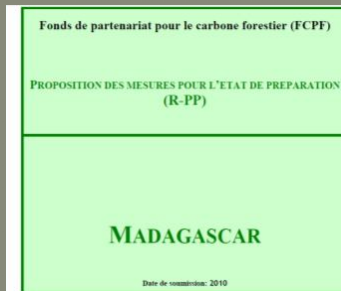 Fonds de partenariat pour le carbone forestier (FCPF)
PROPOSITION DES MESURES POUR L'ETAT DE PREPARATION
(R-PP)
MADAGASCAR
Date de soumission: 2010